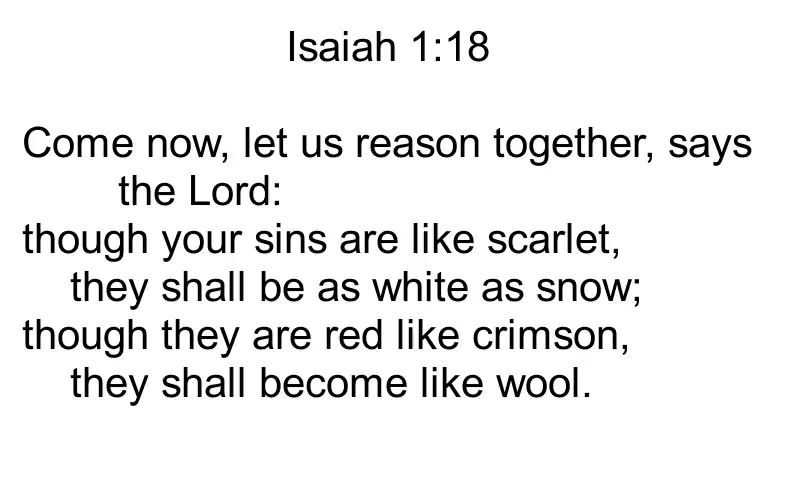 Isaiah 1:18
Come now, let us reason together, says
the Lord:
though your sins are like scarlet,
they shall be as white as snow;
though they are red like crimson,
they shall become like wool.